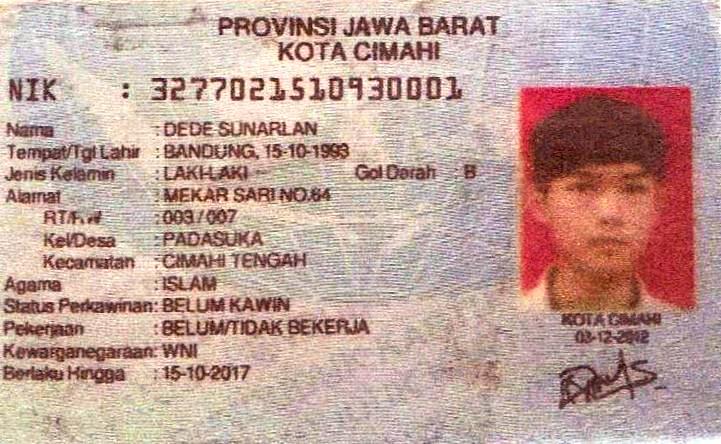 PROVINSI JAWA BARAT
KOTA CIMAHI
NIK : 3277021510930001
Nama : DEDE SUNARLAN
Tempat/Tgl Lahir : BANDUNG, 15-10-1993
Jenis Kelamin : LAKI-LAKI Gol Darah : B
Alamat : MEKAR SARI NO.64
RT/RW : 003 / 007
Kel/Desa : PADASUKA
Kecamatan : CIMAHI TENGAH
Agama : ISLAM
Status Perkawinan: BELUM KAWIN
Pekerjaan : BELUM/TIDAK BEKERJA
Kewarganegaraan: WNI
Berlaku Hingga : 15-10-2017
KOTA CIMAHI
03-12-2012